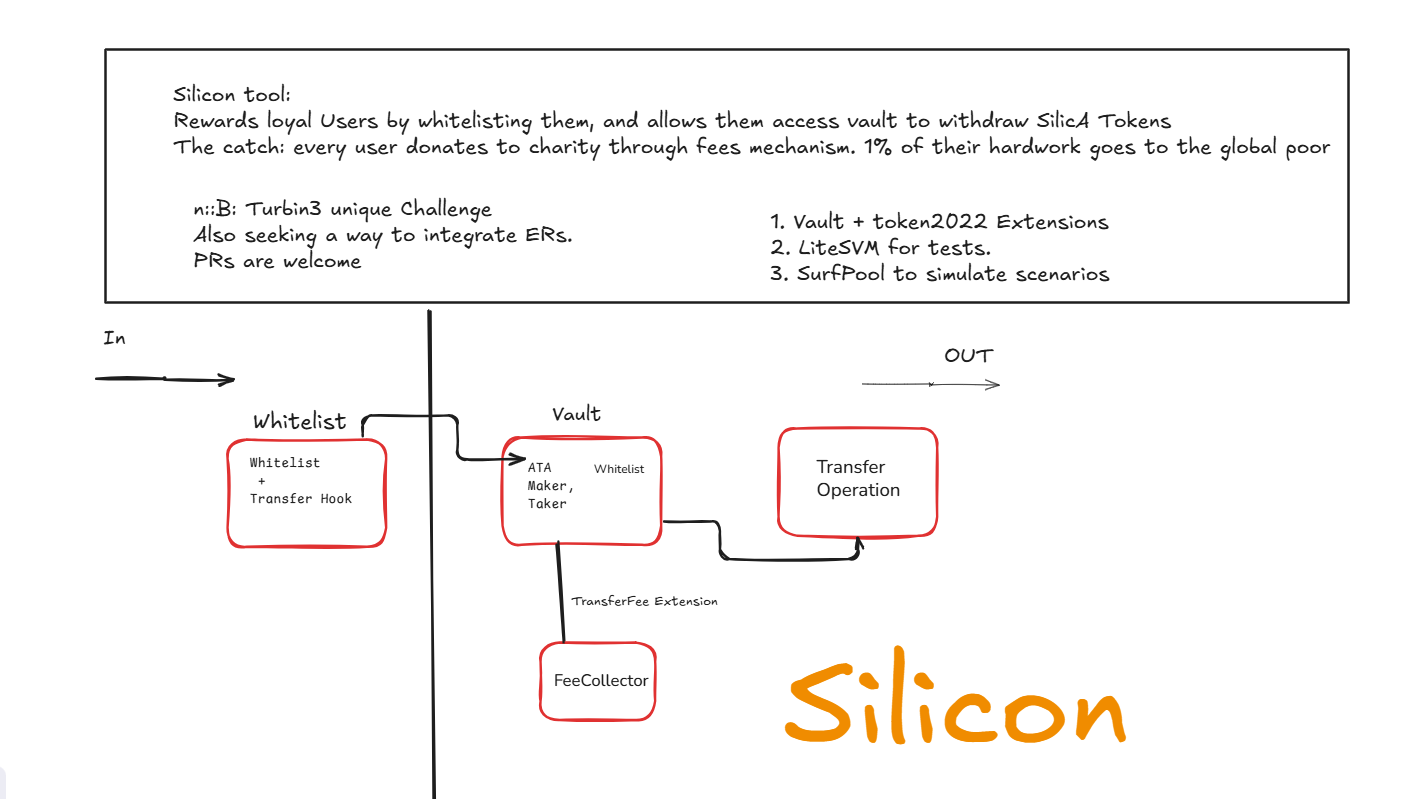 Silicon tool:
Rewards loyal Users by whitelisting them, and allows them access vault to withdraw SilicA Tokens
The catch: every user donates to charity through fees mechanism. 1% of their hardwork goes to the global poor
n::B: Turbin3 unique Challenge
Also seeking a way to integrate ERs.
PRs are welcome
1. Vault + token2022 Extensions
2. LiteSVM for tests.
3. SurfPool to simulate scenarios
In
OUT
Whitelist
Whitelist
+
Transfer Hook
Vault
ATA
Maker,
Taker
Whitelist
Transfer
Operation
TransferFee Extension
FeeCollector
Silicon